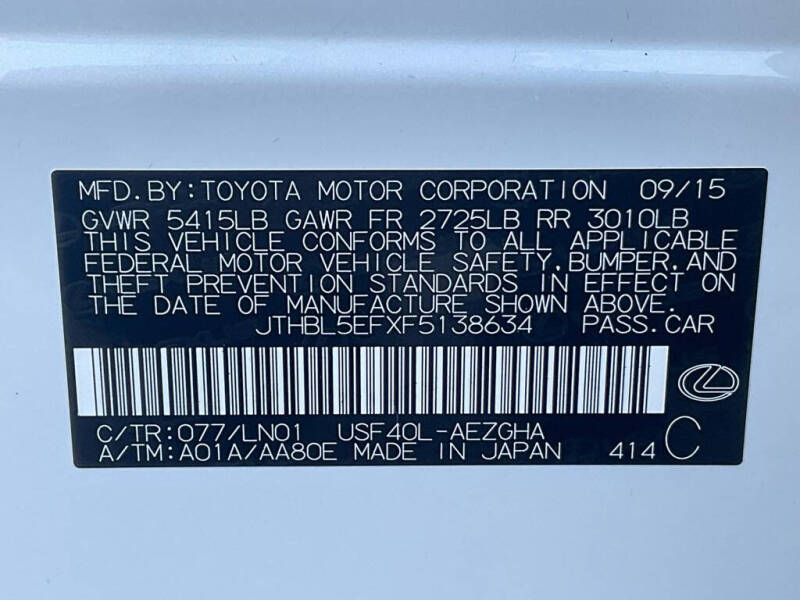 MFD.BY:TOYOTA MOTOR CORPORATION 09/15
GVWR 5415LB GAWR FR 2725LB RR 3010LB
THIS VEHICLE CONFORMS TO ALL APPLICABLE
FEDERAL MOTOR VEHICLE SAFETY,BUMPER,AND
THEFT PREVENTION STANDARDS IN EFFECT ON
THE DATE OF MANUFACTURE SHOWN ABOVE.
JTHBL5EFXF5138634 PASS.CAR
C/TR:077/LN01 USF40L-AEZGHA
A/TM:A01A/AA80E MADE IN JAPAN 414 C